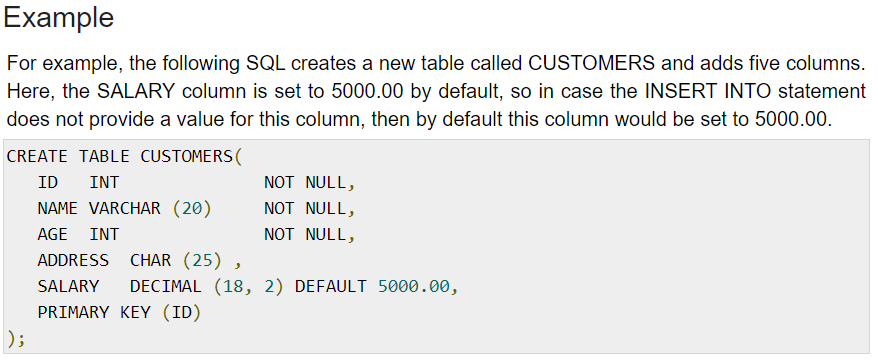 Example
For example, the following SQL creates a new table called CUSTOMERS and adds five columns.
Here, the SALARY column is set to 5000.00 by default, so in case the INSERT INTO statement
does not provide a value for this column, then by default this column would be set to 5000.00.
CREATE TABLE CUSTOMERS(
   ID   INT              NOT NULL,
   NAME VARCHAR (20)     NOT NULL,
   AGE  INT              NOT NULL,
   ADDRESS  CHAR (25) ,
   SALARY   DECIMAL (18, 2) DEFAULT 5000.00,
   PRIMARY KEY (ID)
);